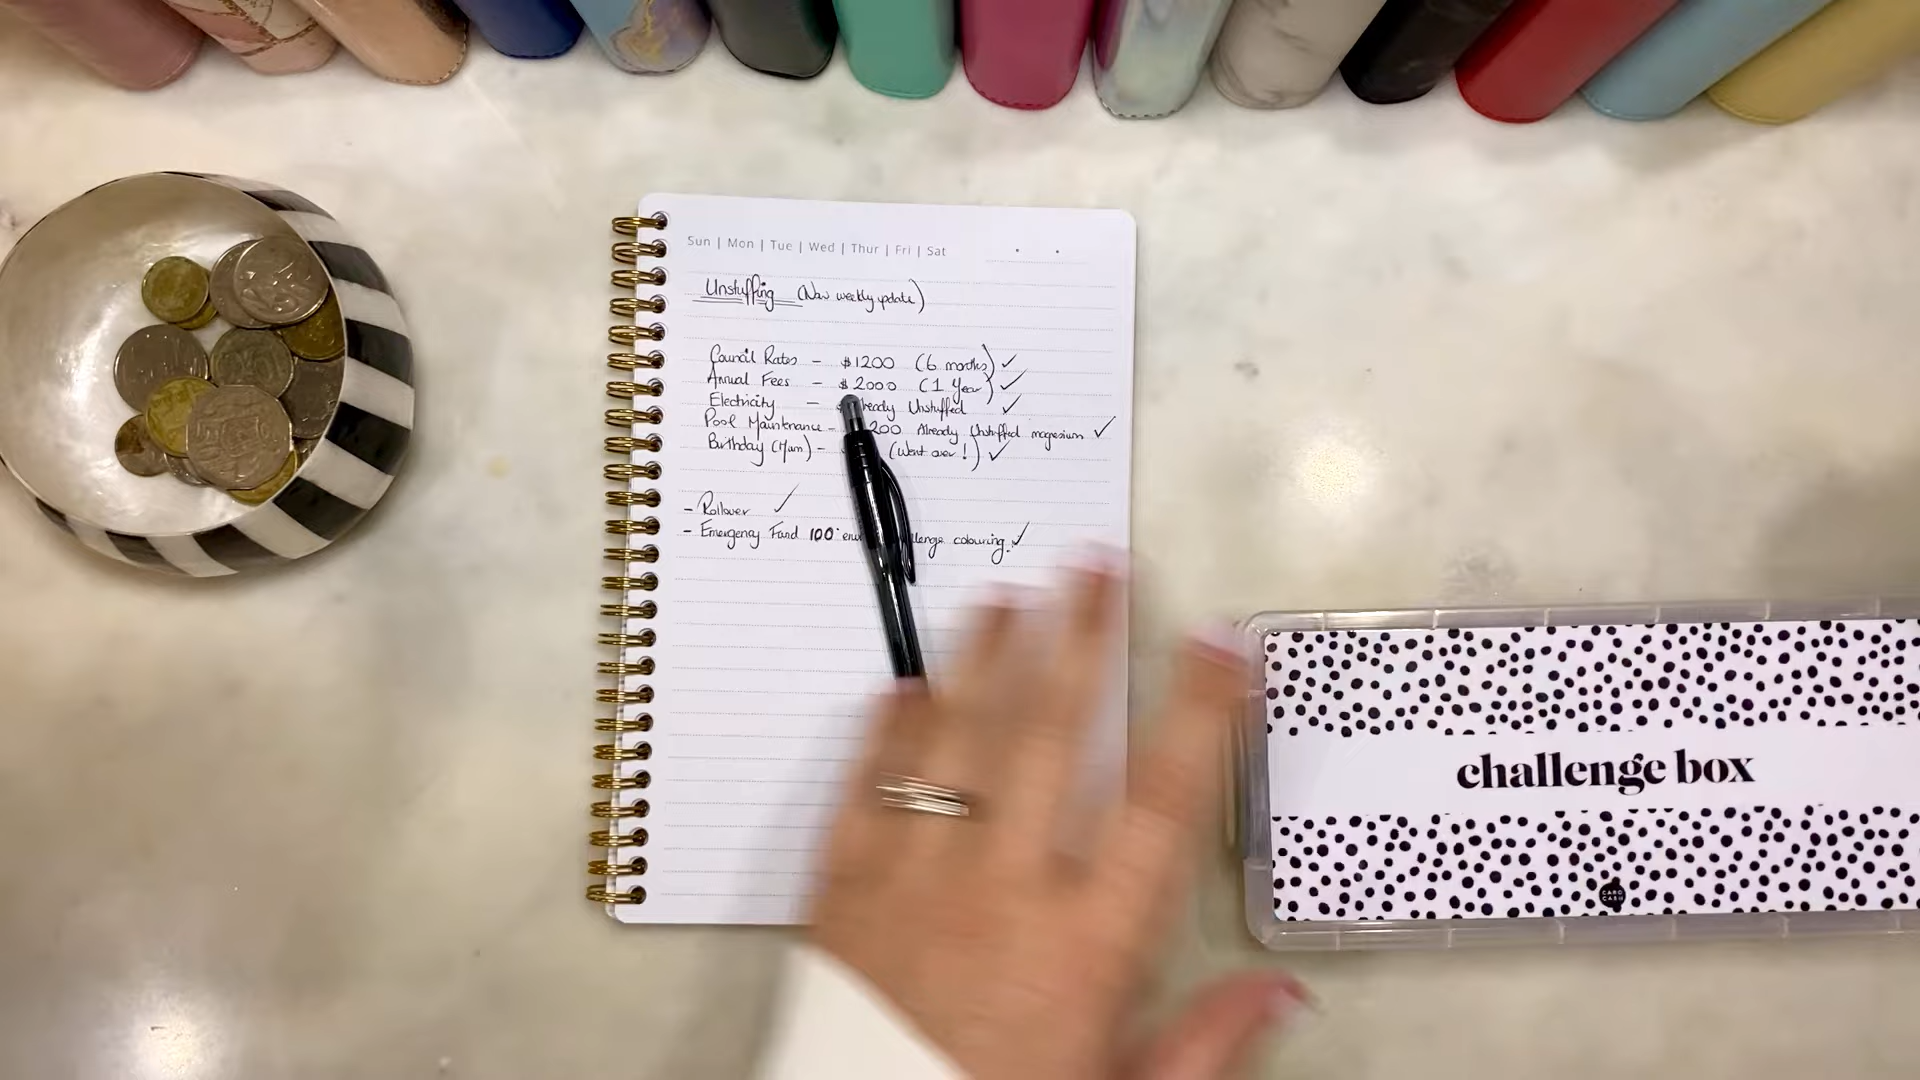 Sun | Mon | Tue | Wed | Thur | Fri | Sat
Unstuffing (New weekly update)
Council Rates - $1200 (6 months) ✓
Annual Fees - $2000 (1 Year) ✓
Electricity - Already Unstuffed ✓
Pool Maintenance - 200 Already Unstuffed magnesium ✓
Birthday (Mum) - (Went over!) ✓
- Rollover ✓
- Emergency Fund 100 colouring. ✓
challenge box
CARO
CASH